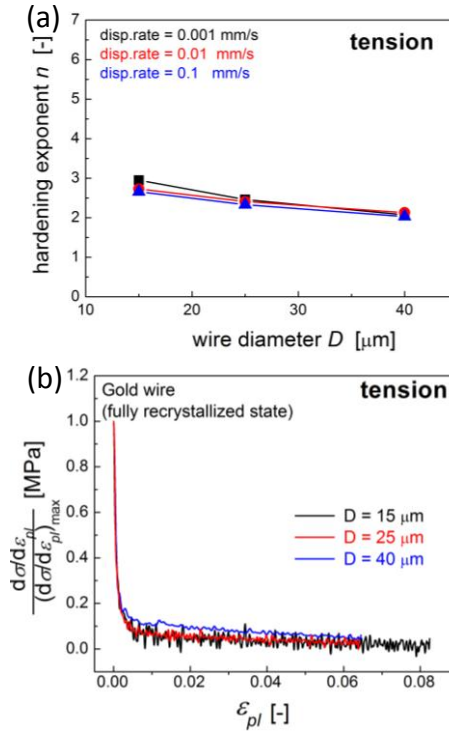 (a)
7
6
5
4
3
2
1
0
disp.rate = 0.001 mm/s
disp.rate = 0.01 mm/s
disp.rate = 0.1 mm/s
tension
hardening exponent n [-]
10 20 30 40
wire diameter D [μm]
(b)
1.2
1.0
0.8
0.6
0.4
0.2
0.0
Gold wire
(fully recrystallized state)
tension
D = 15 μm
D = 25 μm
D = 40 μm
dσ/dε_pl
(dσ/dε_pl)_max
[MPa]
0.00 0.02 0.04 0.06 0.08
ε_pl [-]